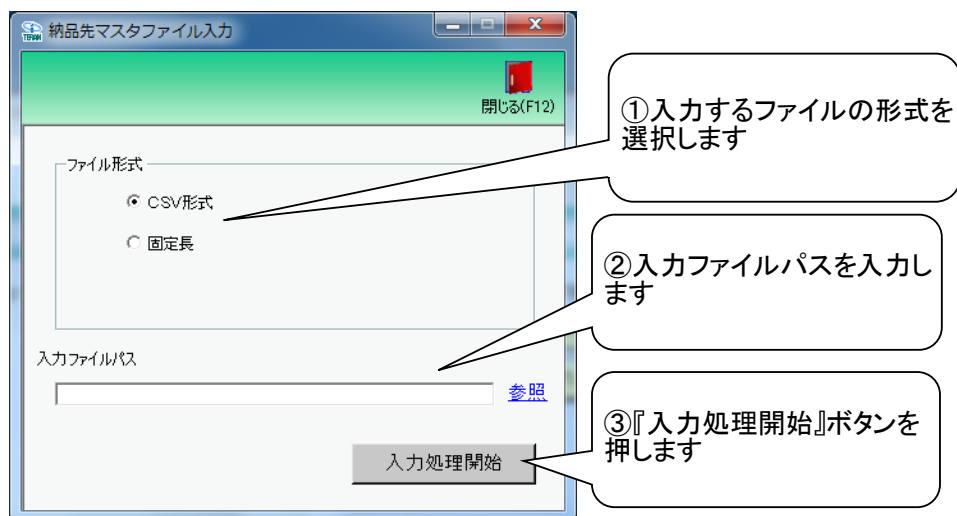 納品先マスタファイル入力
閉じる(F12)
ファイル形式
CSV形式
固定長
入力ファイルパス
参照
入力処理開始
①入力するファイルの形式を
選択します
②入力ファイルパスを入力し
ます
③『入力処理開始』ボタンを
押します